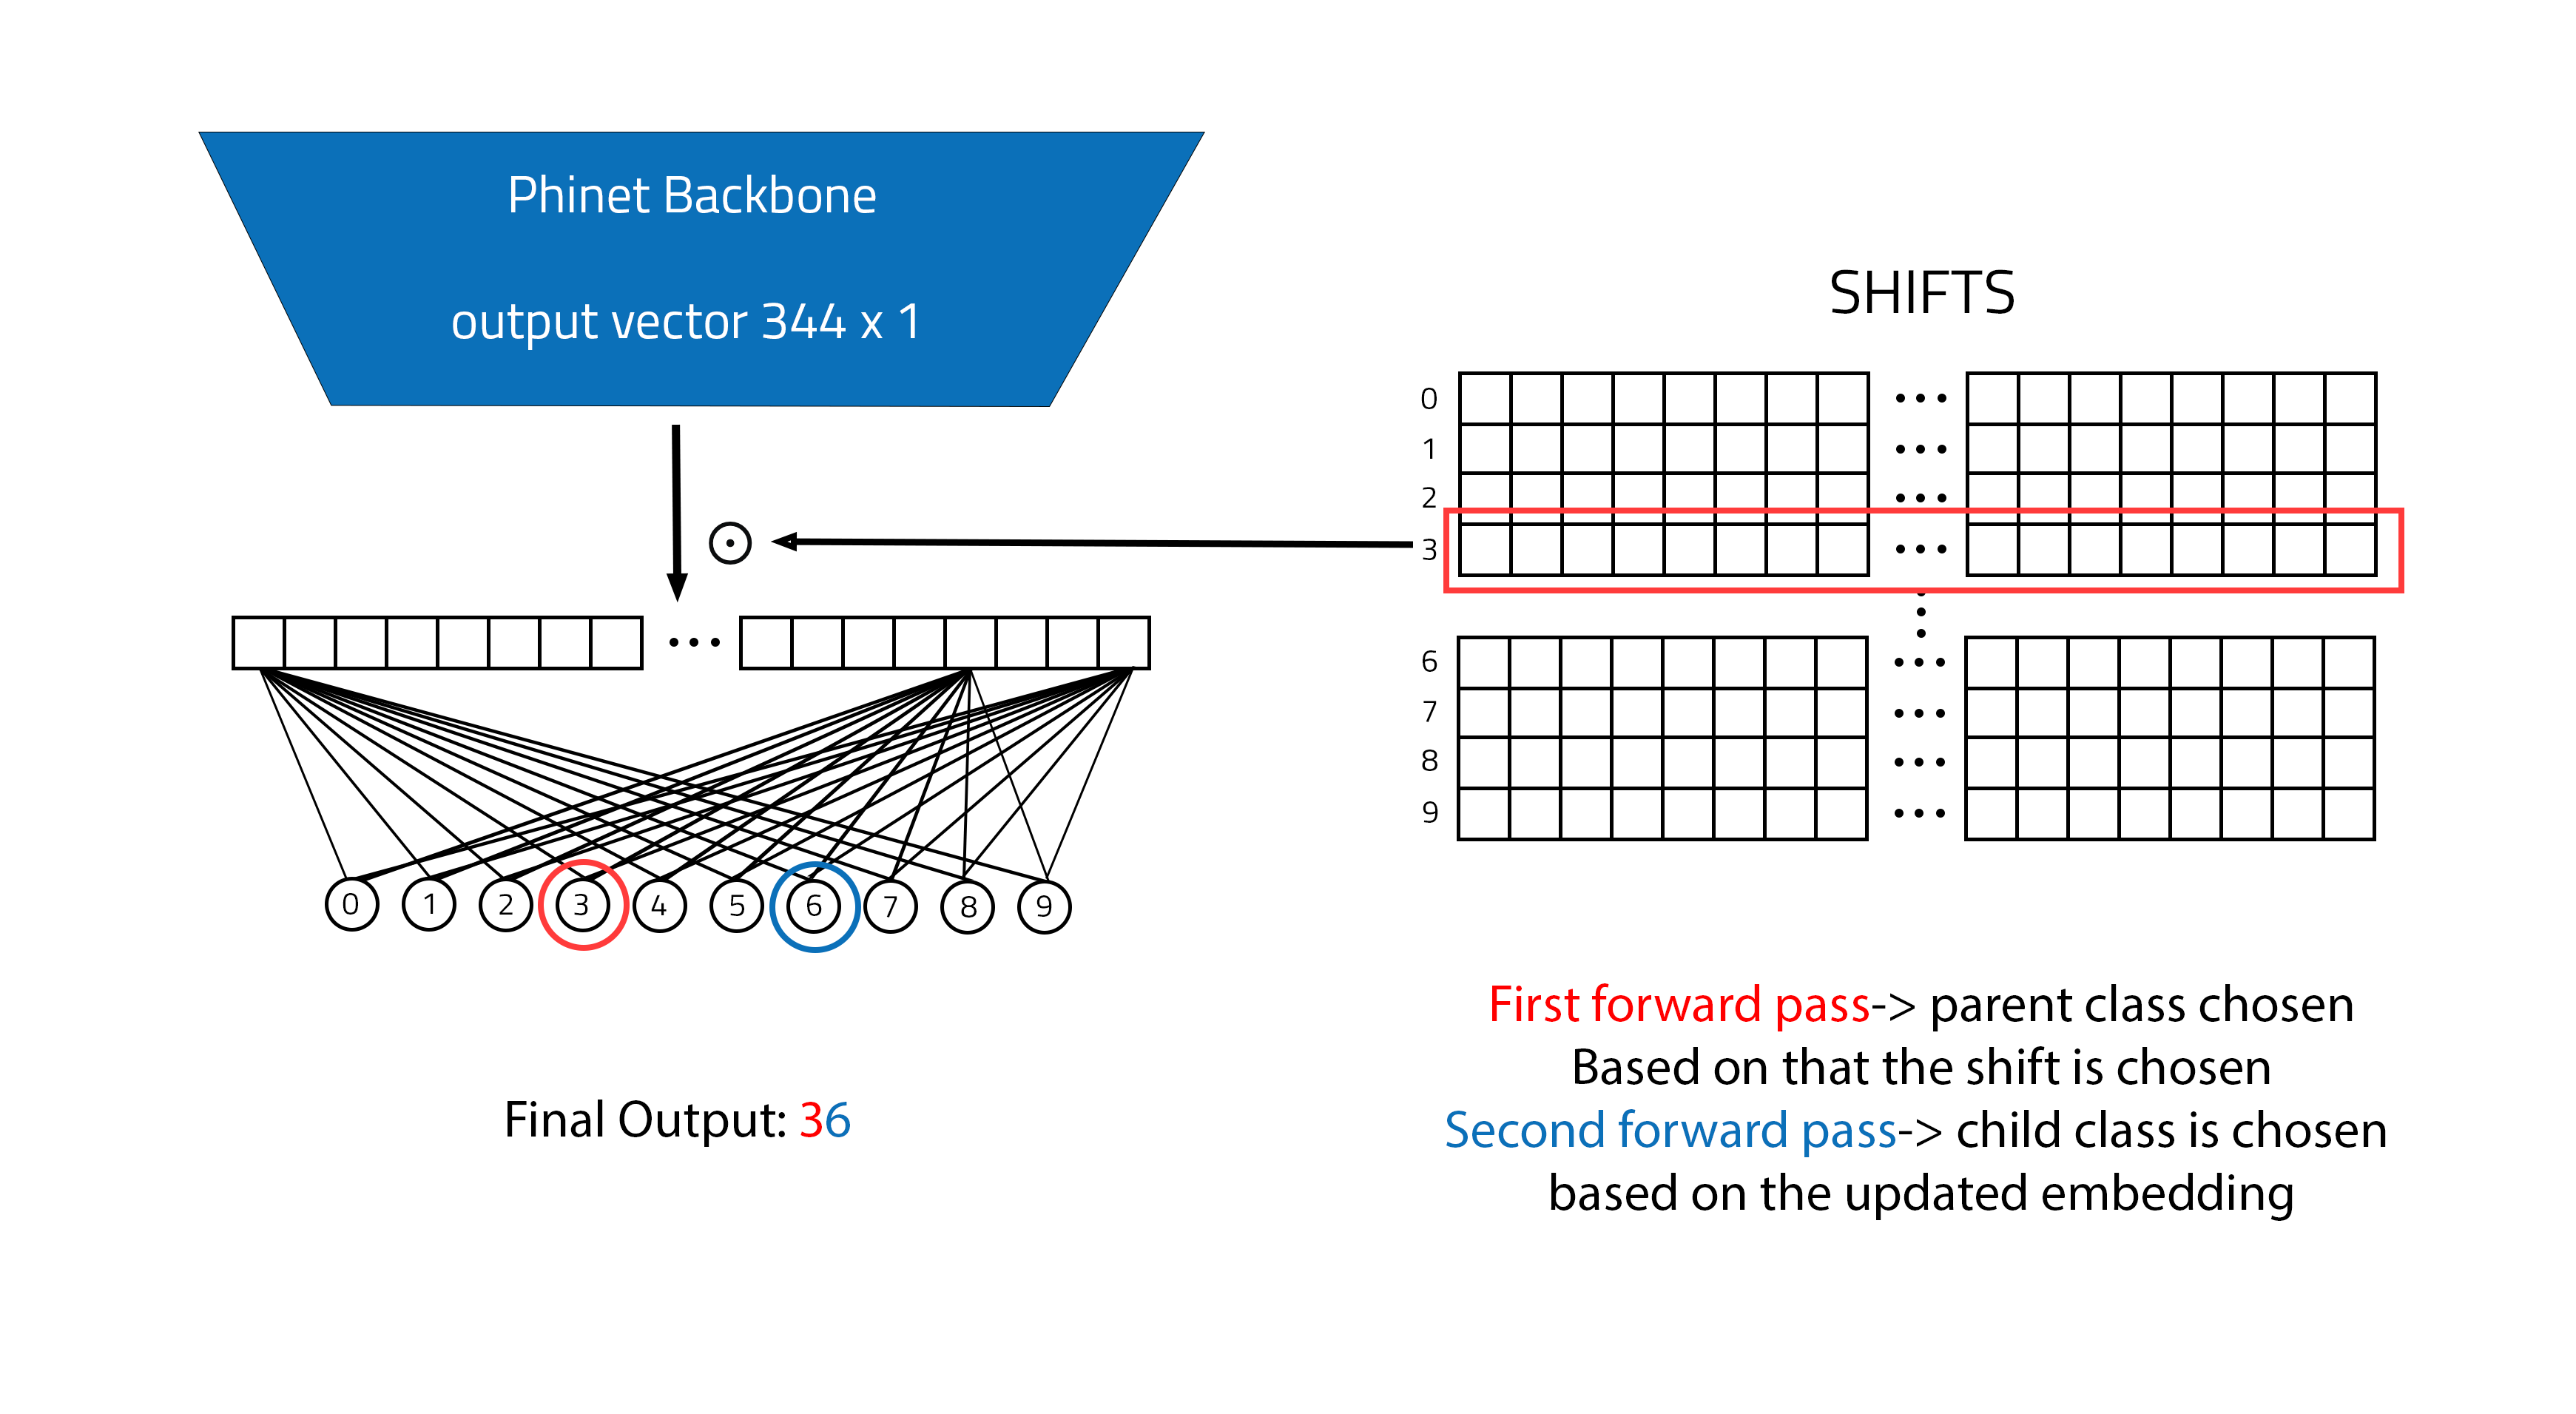 Phinet Backbone
output vector 344 x 1
SHIFTS
0
1
2
3
6
7
8
9
0 1 2 3 4 5 6 7 8 9
Final Output: 36
First forward pass-> parent class chosen
Based on that the shift is chosen
Second forward pass-> child class is chosen
based on the updated embedding